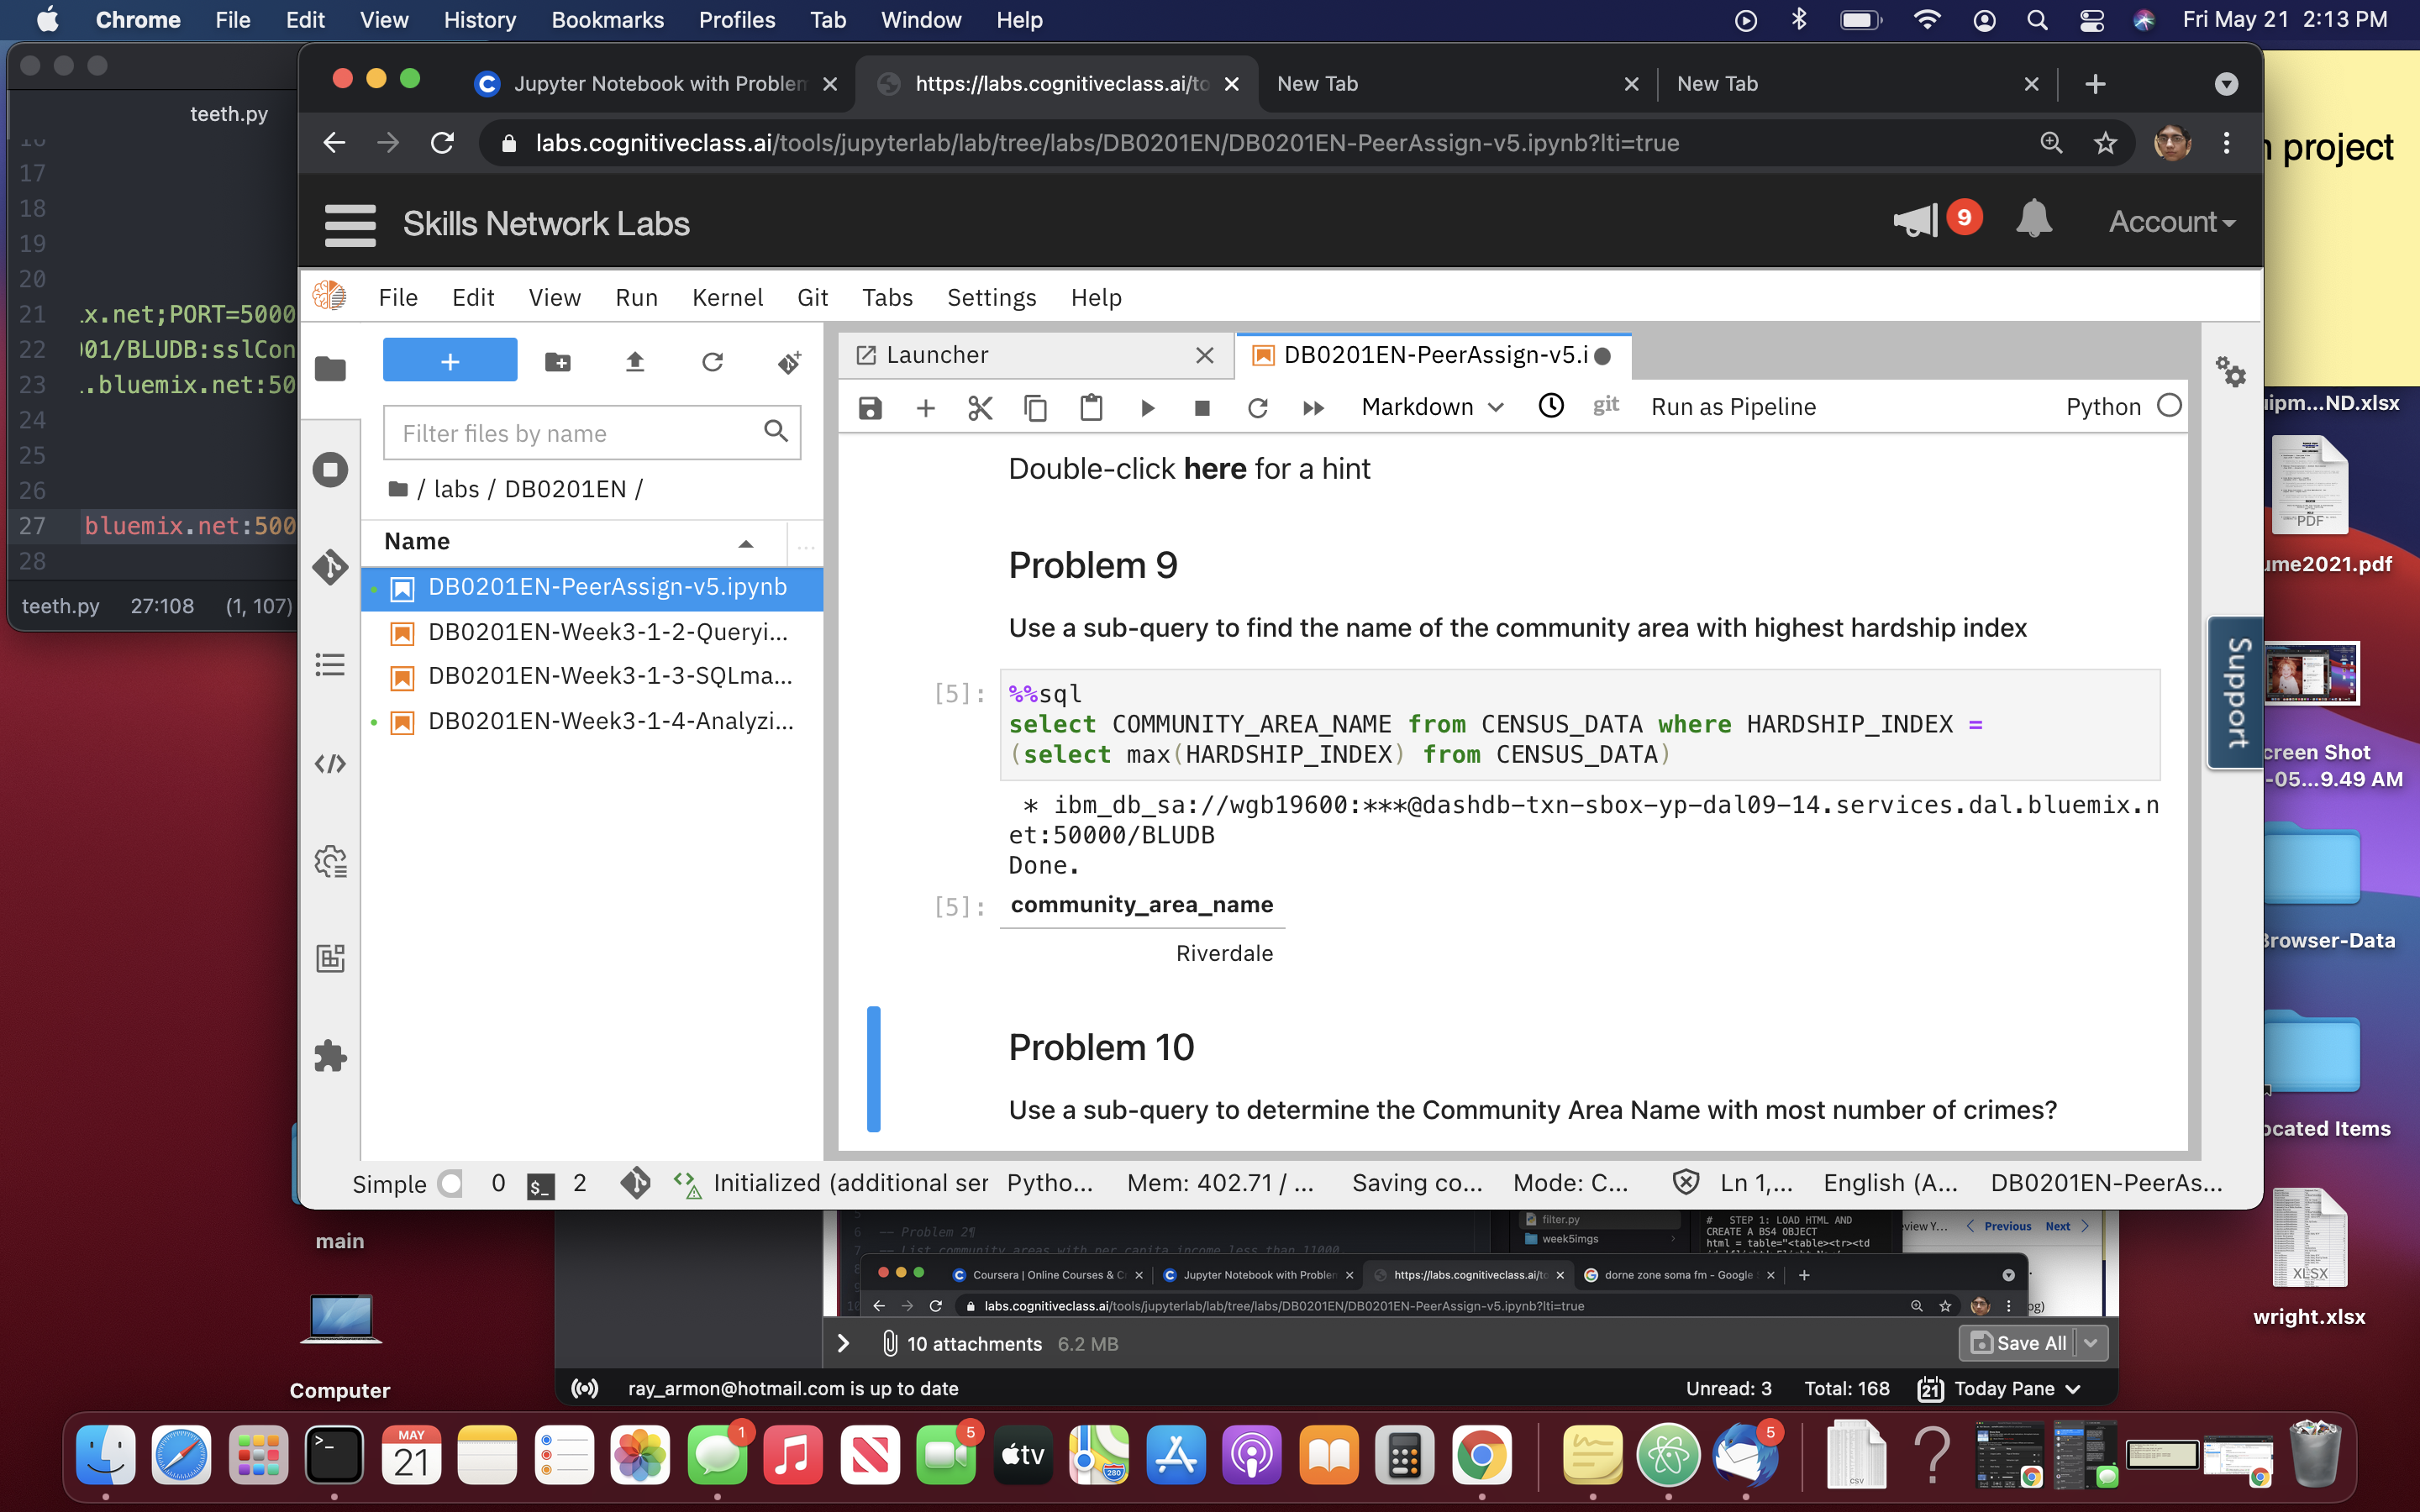 Chrome File Edit View History Bookmarks Profiles Tab Window Help Fri May 21 2:13 PM
teeth.py
Jupyter Notebook with Problem
https://labs.cognitiveclass.ai/to
New Tab
New Tab
labs.cognitiveclass.ai/tools/jupyterlab/lab/tree/labs/DB0201EN/DB0201EN-PeerAssign-v5.ipynb?lti=true
project
Skills Network Labs
9
Account
17
18
19
20
21 x.net;PORT=5000
22 01/BLUDB:sslCon
23 .bluemix.net:50
24
25
26
27 bluemix.net:500
28
teeth.py 27:108 (1, 107)
File Edit View Run Kernel Git Tabs Settings Help
Launcher
DB0201EN-PeerAssign-v5.i
Markdown
git
Run as Pipeline
Python
Filter files by name
/ labs / DB0201EN /
Name
...
DB0201EN-PeerAssign-v5.ipynb
DB0201EN-Week3-1-2-Queryi...
DB0201EN-Week3-1-3-SQLma...
DB0201EN-Week3-1-4-Analyzi...
Double-click here for a hint
Problem 9
Use a sub-query to find the name of the community area with highest hardship index
[5]: %%sql
select COMMUNITY_AREA_NAME from CENSUS_DATA where HARDSHIP_INDEX =
(select max(HARDSHIP_INDEX) from CENSUS_DATA)
* ibm_db_sa://wgb19600:***@dashdb-txn-sbox-yp-dal09-14.services.dal.bluemix.n
et:50000/BLUDB
Done.
[5]: community_area_name
Riverdale
Problem 10
Use a sub-query to determine the Community Area Name with most number of crimes?
Support
Simple 0 $_ 2 Initialized (additional ser Pytho... Mem: 402.71 / ... Saving co... Mode: C... Ln 1,... English (A... DB0201EN-PeerAs...
ipm...ND.xlsx
PDF
ume2021.pdf
creen Shot
-05...9.49 AM
Browser-Data
ocated Items
XLSX
wright.xlsx
main
Computer
6 -- Problem 2¶
7 -- List community areas with per capita income less than 11000
filter.py
week5imgs
# STEP 1: LOAD HTML AND
CREATE A BS4 OBJECT
html = table="<table><tr><td
view Y... Previous Next
Coursera | Online Courses & C
Jupyter Notebook with Problem
https://labs.cognitiveclass.ai/to
dorne zone soma fm - Google
labs.cognitiveclass.ai/tools/jupyterlab/lab/tree/labs/DB0201EN/DB0201EN-PeerAssign-v5.ipynb?lti=true
10 attachments 6.2 MB
Save All
ray_armon@hotmail.com is up to date
Unread: 3 Total: 168 21 Today Pane
>_
MAY
21
1
5
tv
280
5
CSV
?